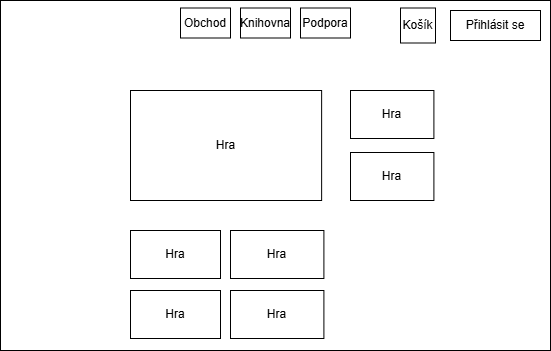 Obchod
Knihovna
Podpora
Košík
Přihlásit se
Hra
Hra
Hra
Hra
Hra
Hra
Hra